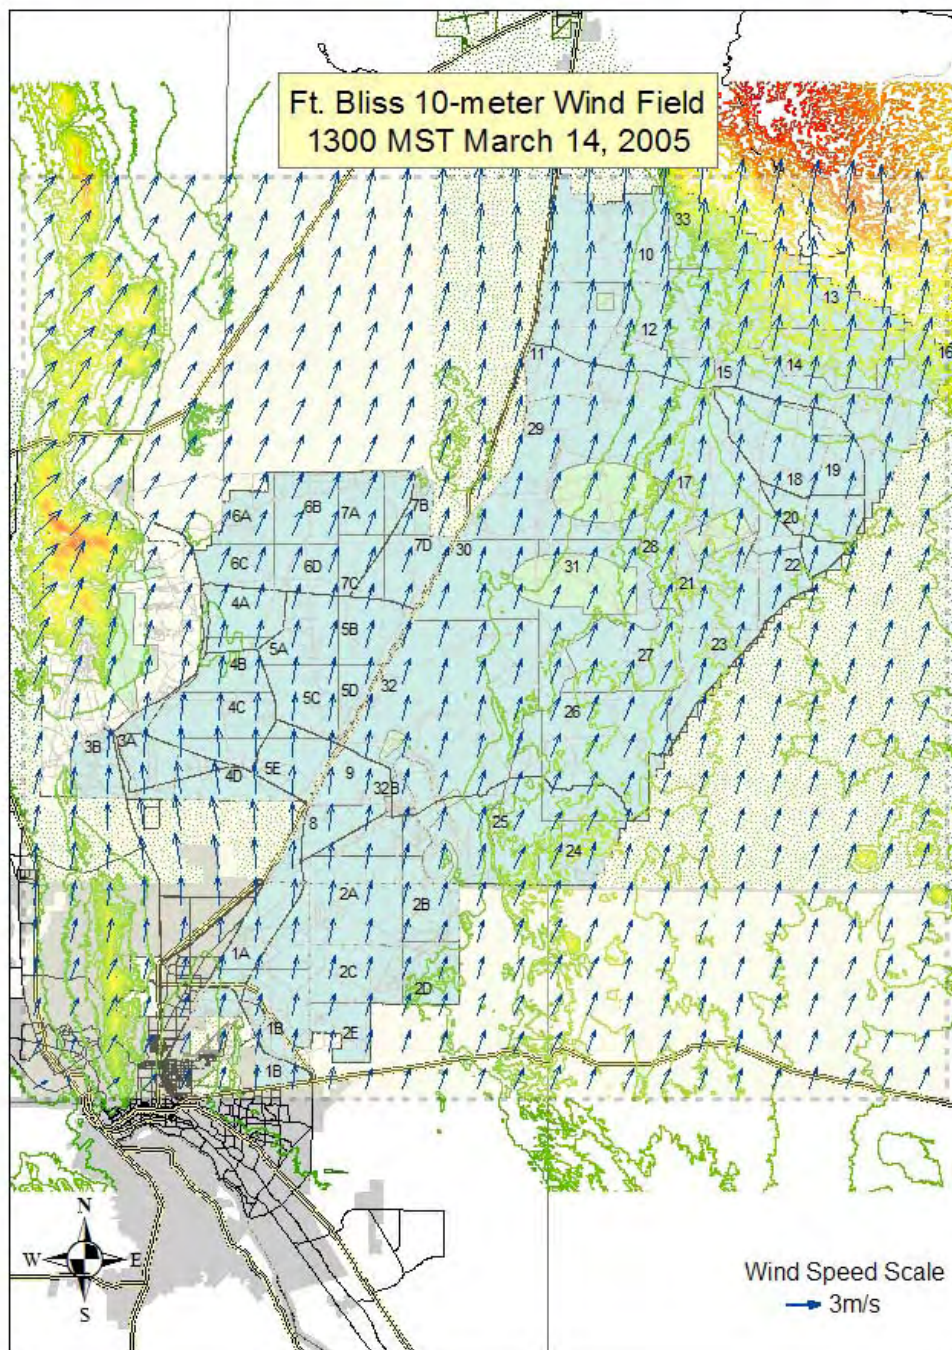 Ft. Bliss 10-meter Wind Field
1300 MST March 14, 2005
33
10
13
12
11
15
14
16
29
17
18
19
6A
6B
7A
7B
20
6C
6D
7D
30
28
22
7C
31
21
4A
5B
5A
23
4B
27
5D
32
4C
5C
26
3B
3A
4D
5E
9
32B
8
25
24
2A
2B
1A
2C
2D
1B
2E
1B
N
W
E
S
Wind Speed Scale
3m/s